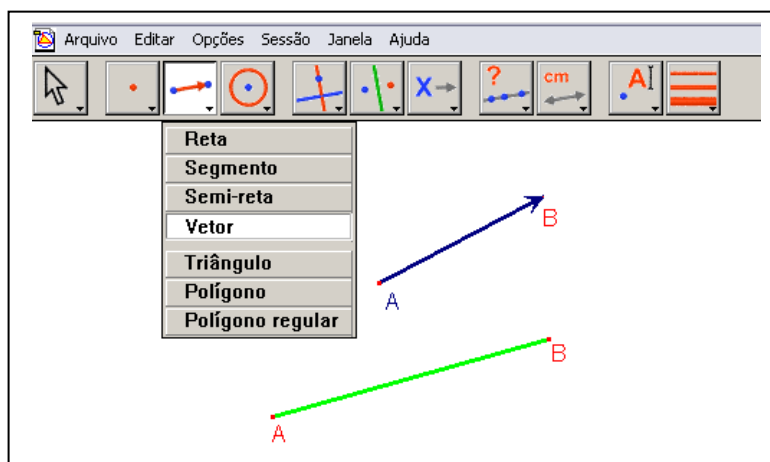 Arquivo Editar Opções Sessão Janela Ajuda
? cm A
X
Reta
Segmento
Semi-reta
Vetor
Triângulo
Polígono
Polígono regular
B
A
B
A